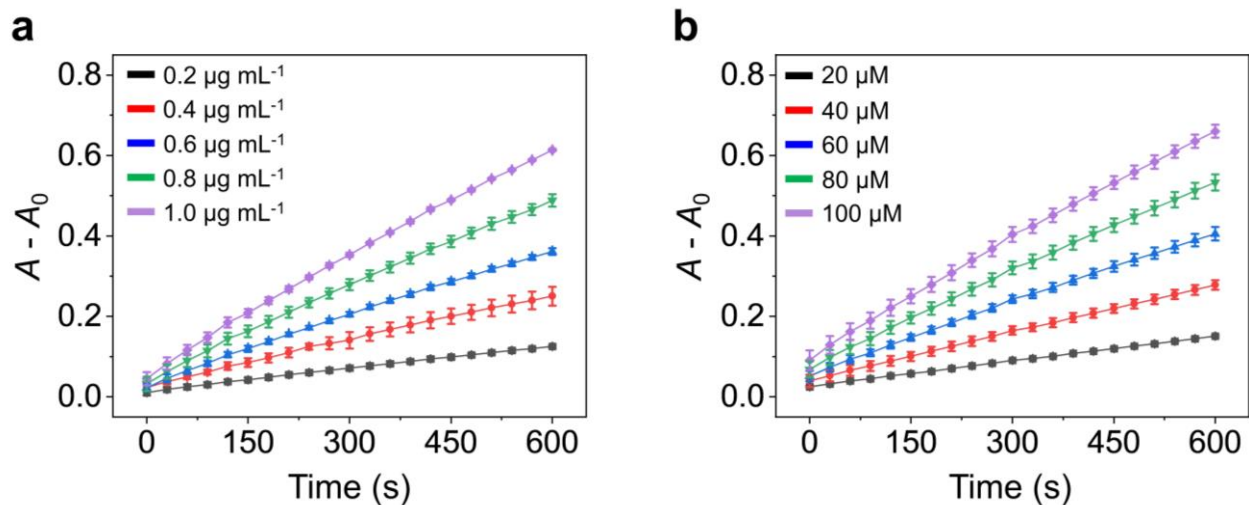 a
0.8
0.6
0.4
0.2
0.0
A - A0
0.2 µg mL-1
0.4 µg mL-1
0.6 µg mL-1
0.8 µg mL-1
1.0 µg mL-1
0 150 300 450 600
Time (s)
b
0.8
0.6
0.4
0.2
0.0
A - A0
20 µM
40 µM
60 µM
80 µM
100 µM
0 150 300 450 600
Time (s)